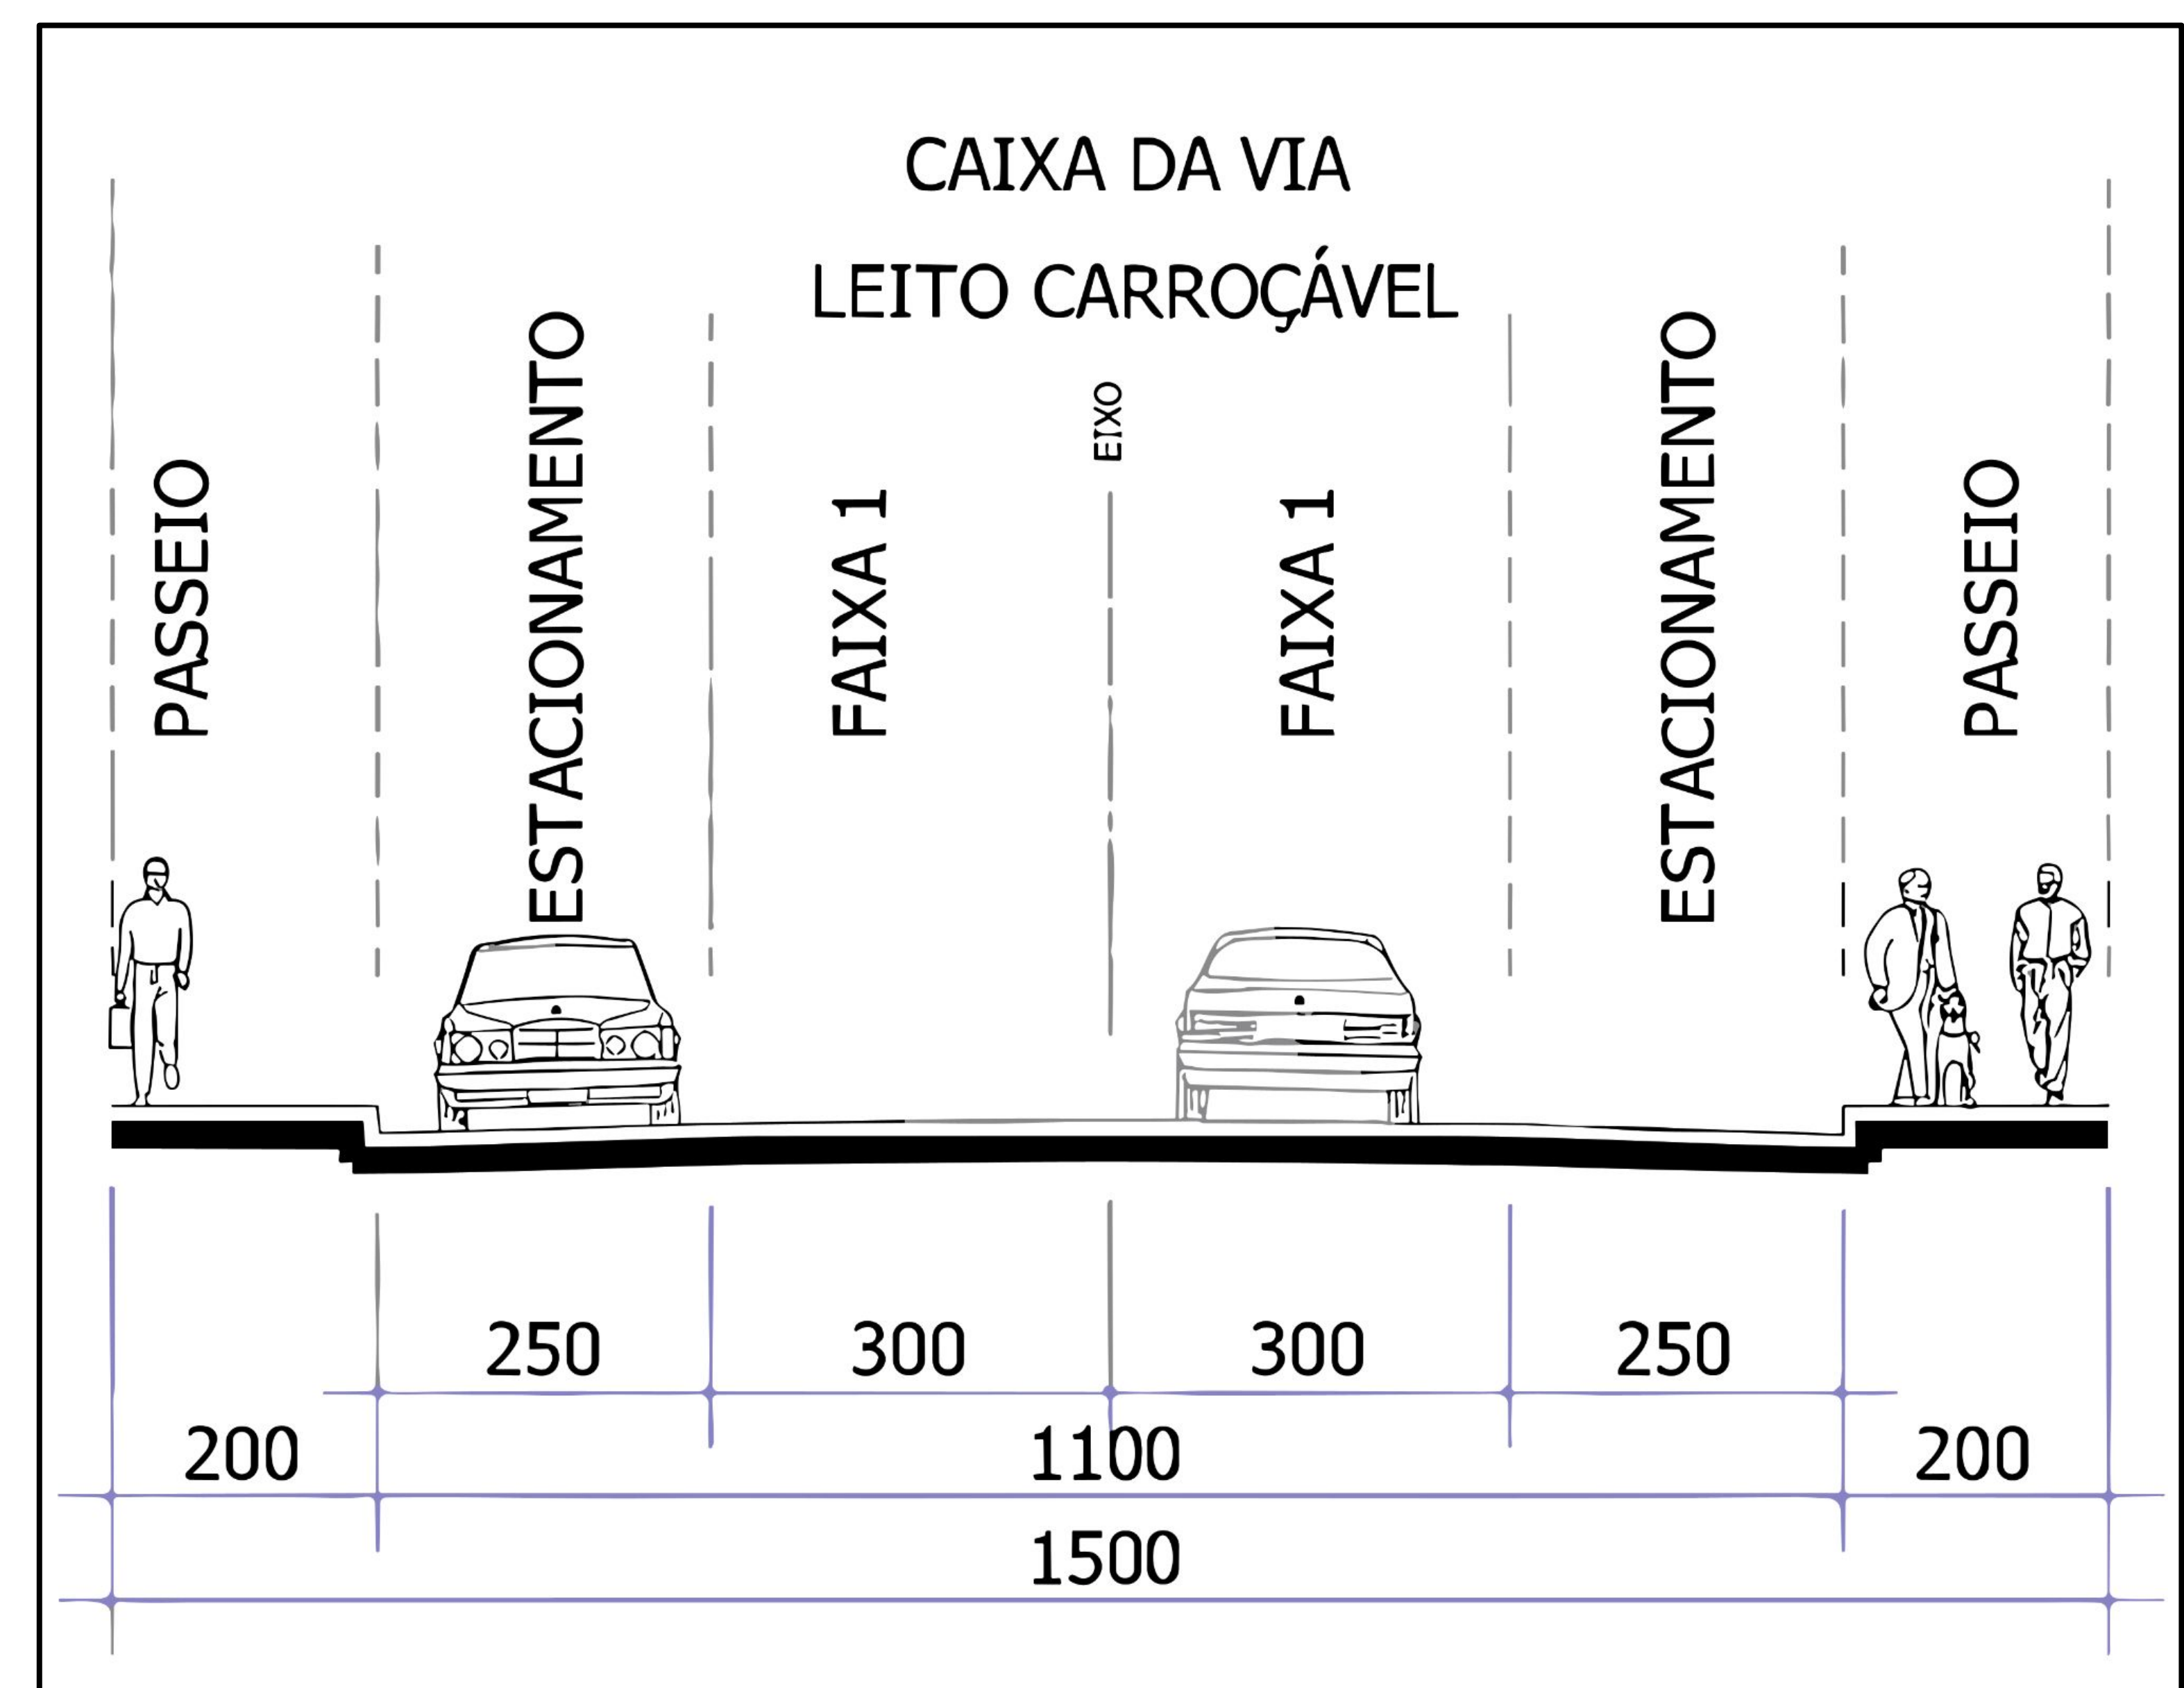 CAIXA DA VIA
LEITO CARROÇÁVEL
PASSEIO
ESTACIONAMENTO
FAIXA 1
EIXO
FAIXA 1
ESTACIONAMENTO
PASSEIO
250
300
300
250
200
1100
200
1500